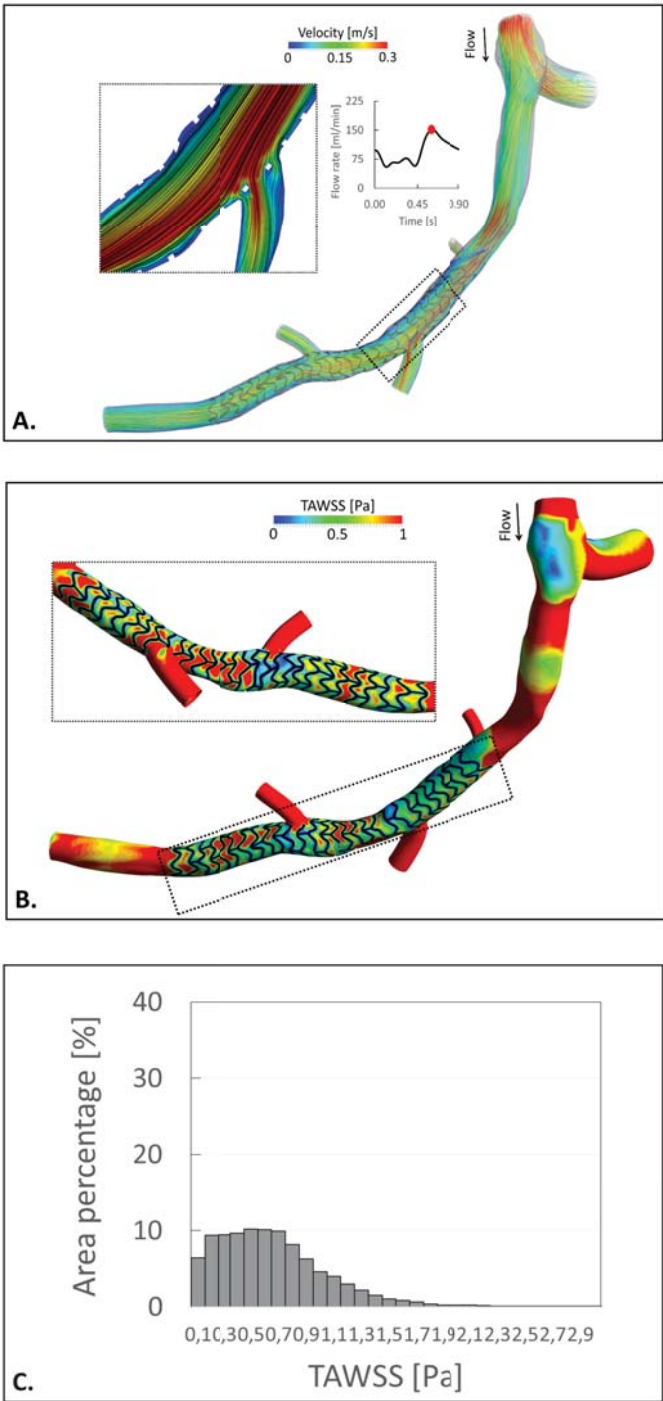 Velocity [m/s]
0 0.15 0.3
Flow
Flow rate [ml/min]
225
150
75
0
0.00 0.45 0.90
Time [s]
A.
TAWSS [Pa]
0 0.5 1
Flow
B.
Area percentage [%]
40
30
20
10
0
0,10,30,50,70,91,11,31,51,71,92,12,32,52,72,9
TAWSS [Pa]
C.